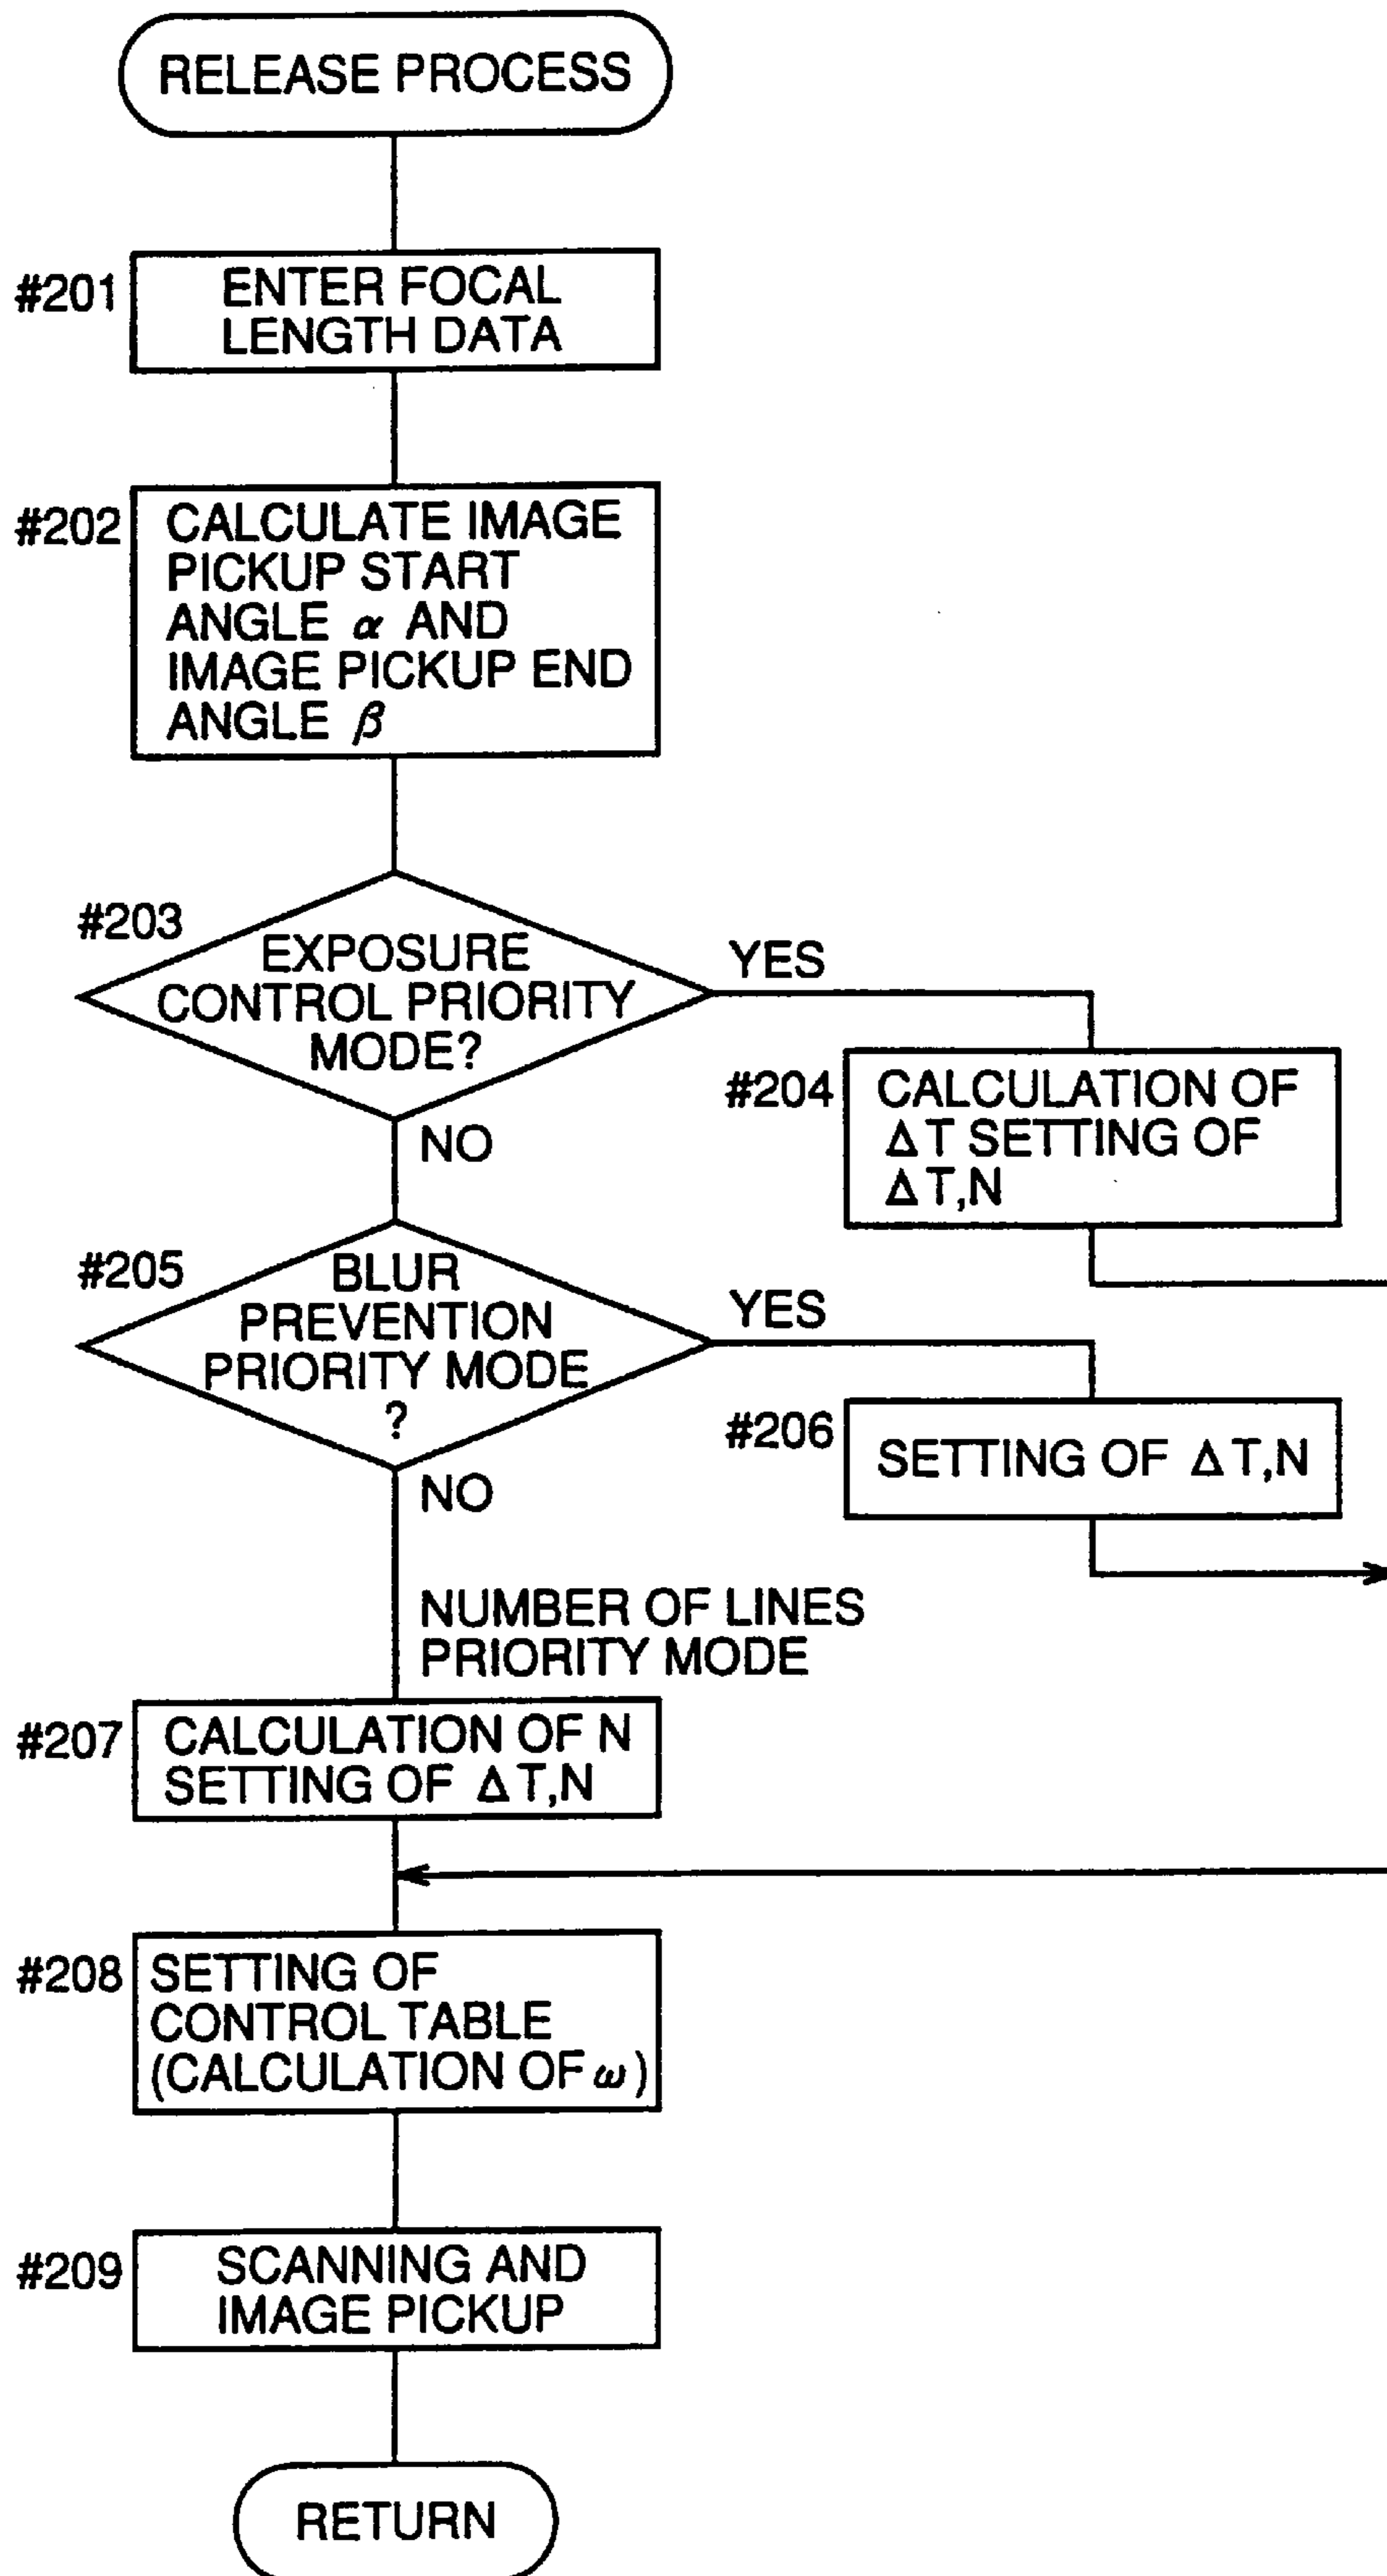 RELEASE PROCESS
#201
ENTER FOCAL
LENGTH DATA
#202
CALCULATE IMAGE
PICKUP START
ANGLE α AND
IMAGE PICKUP END
ANGLE β
#203
EXPOSURE
CONTROL PRIORITY
MODE?
YES
NO
#204
CALCULATION OF
ΔT SETTING OF
ΔT,N
#205
BLUR
PREVENTION
PRIORITY MODE
?
YES
NO
#206
SETTING OF ΔT,N
NUMBER OF LINES
PRIORITY MODE
#207
CALCULATION OF N
SETTING OF ΔT,N
#208
SETTING OF
CONTROL TABLE
(CALCULATION OF ω)
#209
SCANNING AND
IMAGE PICKUP
RETURN